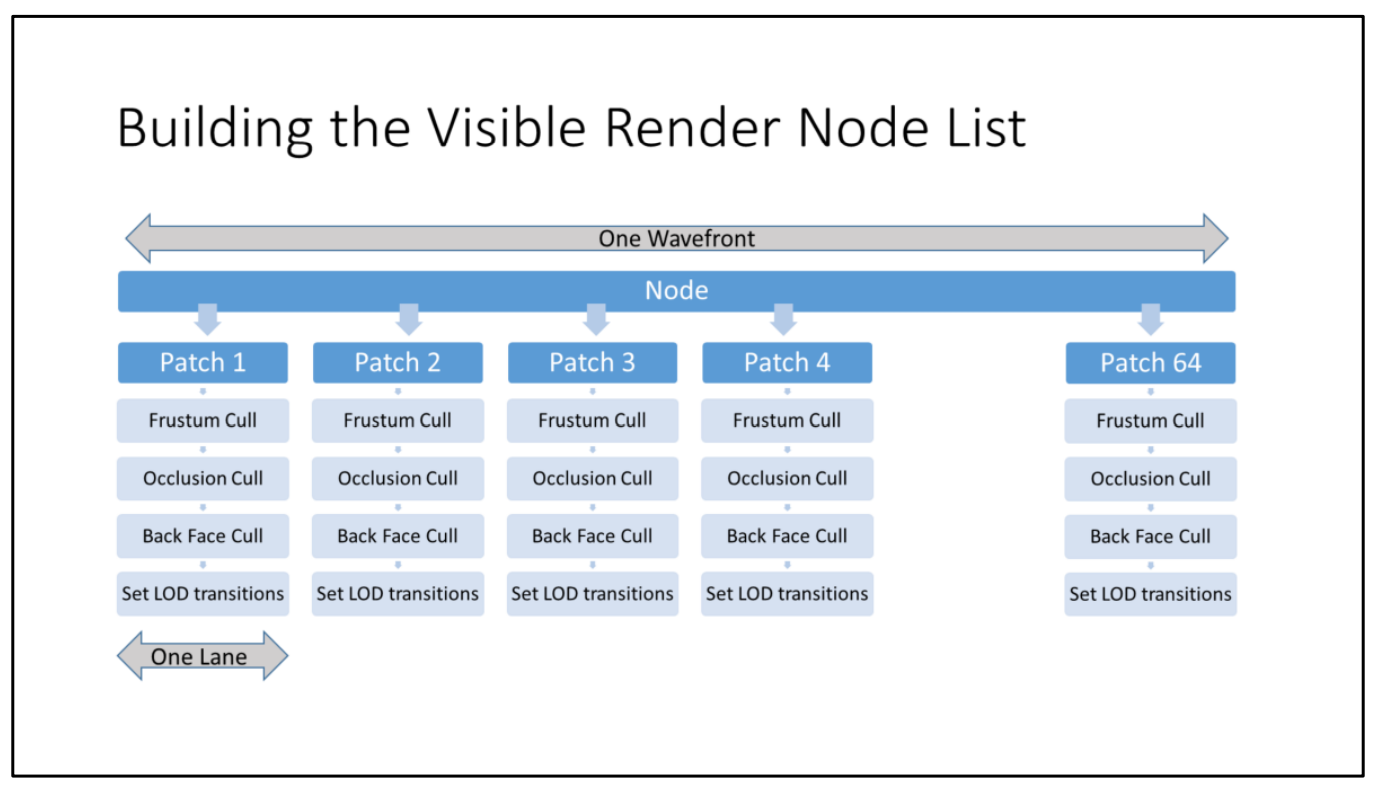 Building the Visible Render Node List
One Wavefront
Node
Patch 1 Patch 2 Patch 3 Patch 4 Patch 64
Frustum Cull Frustum Cull Frustum Cull Frustum Cull Frustum Cull
Occlusion Cull Occlusion Cull Occlusion Cull Occlusion Cull Occlusion Cull
Back Face Cull Back Face Cull Back Face Cull Back Face Cull Back Face Cull
Set LOD transitions Set LOD transitions Set LOD transitions Set LOD transitions Set LOD transitions
One Lane